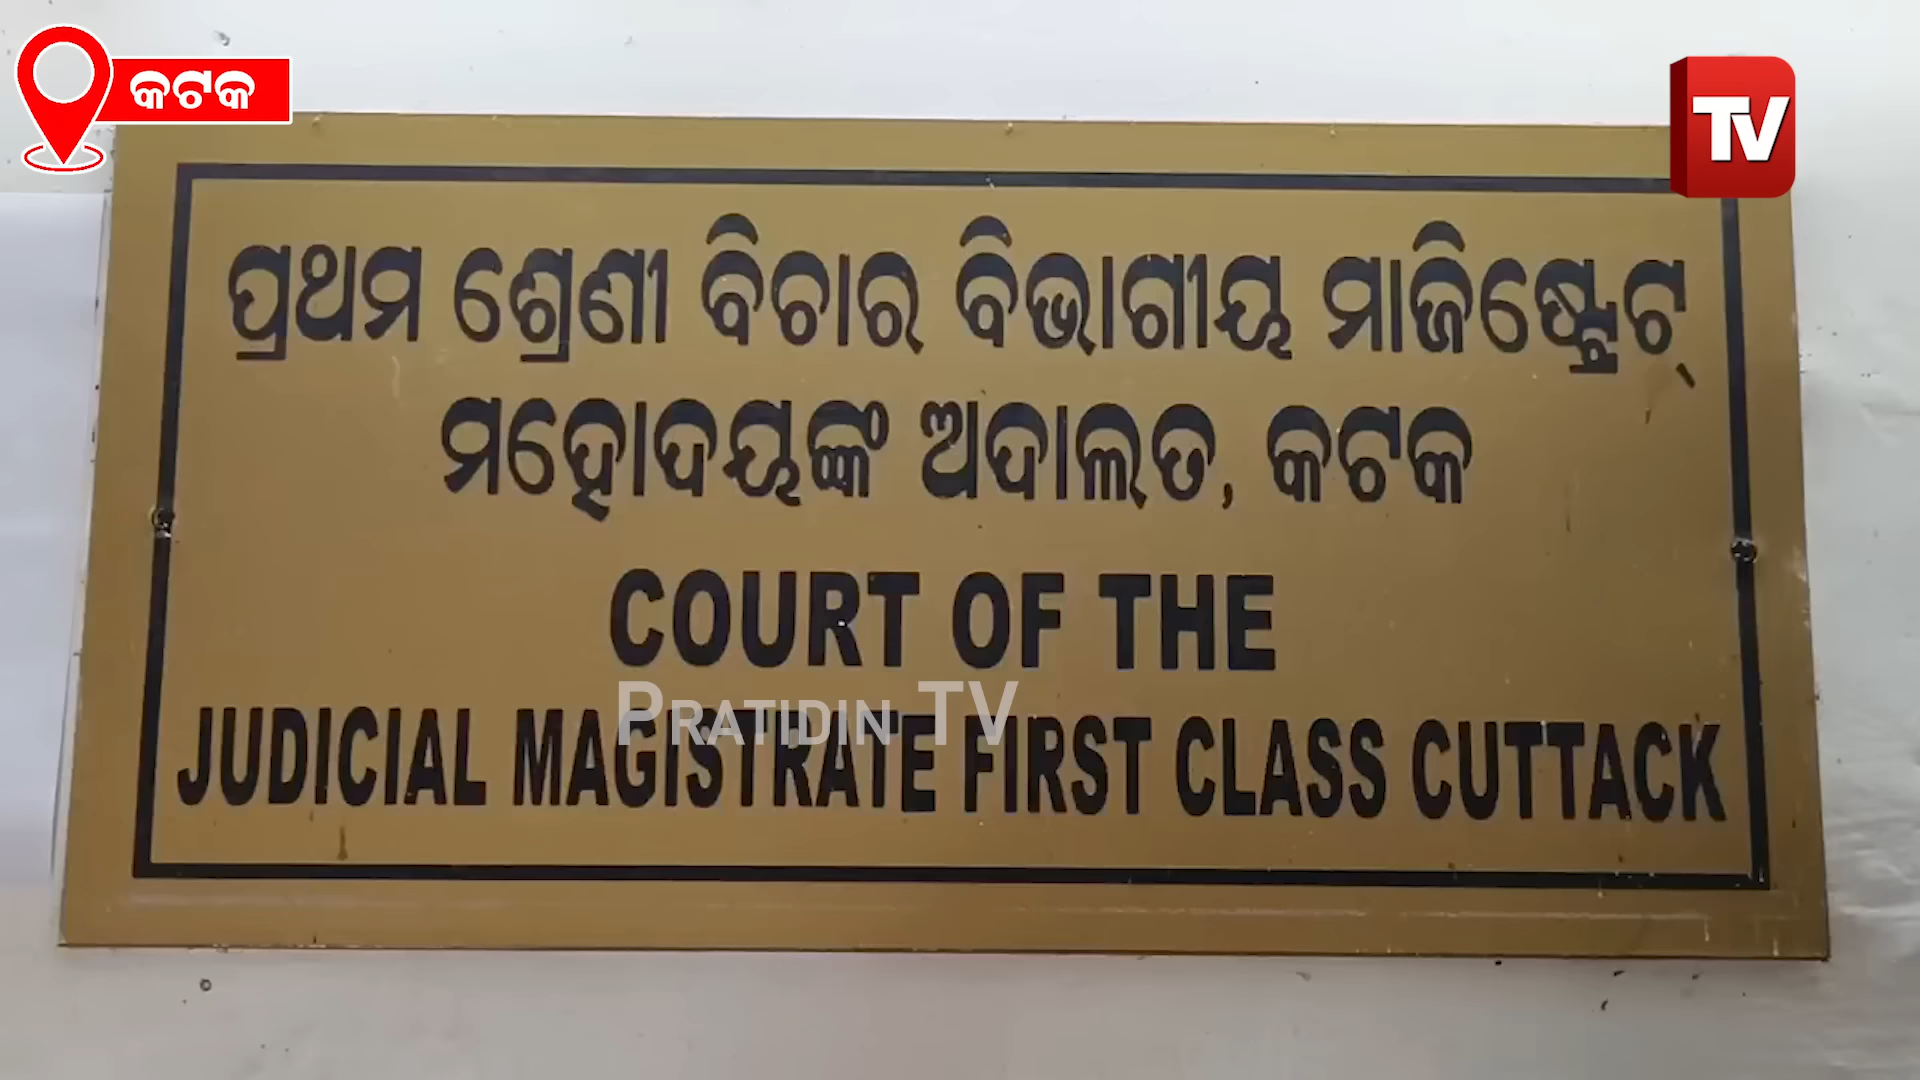 କଟକ
TV
ପ୍ରଥମ ଶ୍ରେଣୀ ବିଚାର ବିଭାଗୀୟ ମାଜିଷ୍ଟ୍ରେଟ୍
ମହୋଦୟଙ୍କ ଅଦାଲତ, କଟକ
COURT OF THE
PRATIDIN TV
JUDICIAL MAGISTRATE FIRST CLASS CUTTACK